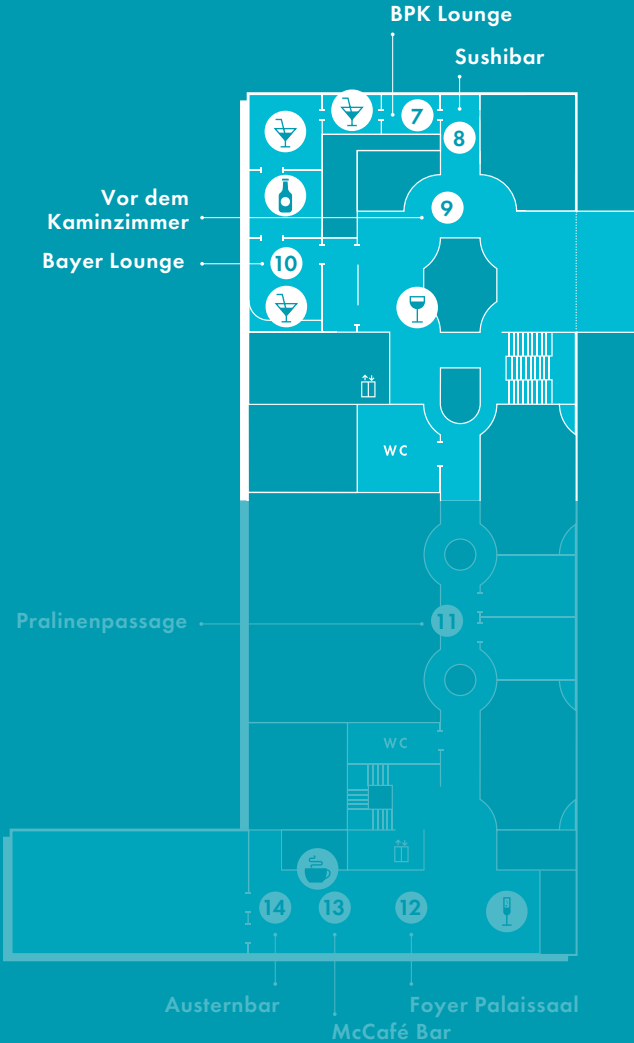 BPK Lounge
Sushibar
7
8
Vor dem
Kaminzimmer
9
Bayer Lounge
10
WC
Pralinenpassage
11
WC
14
13
12
Austernbar
Foyer Palaissaal
McCafé Bar